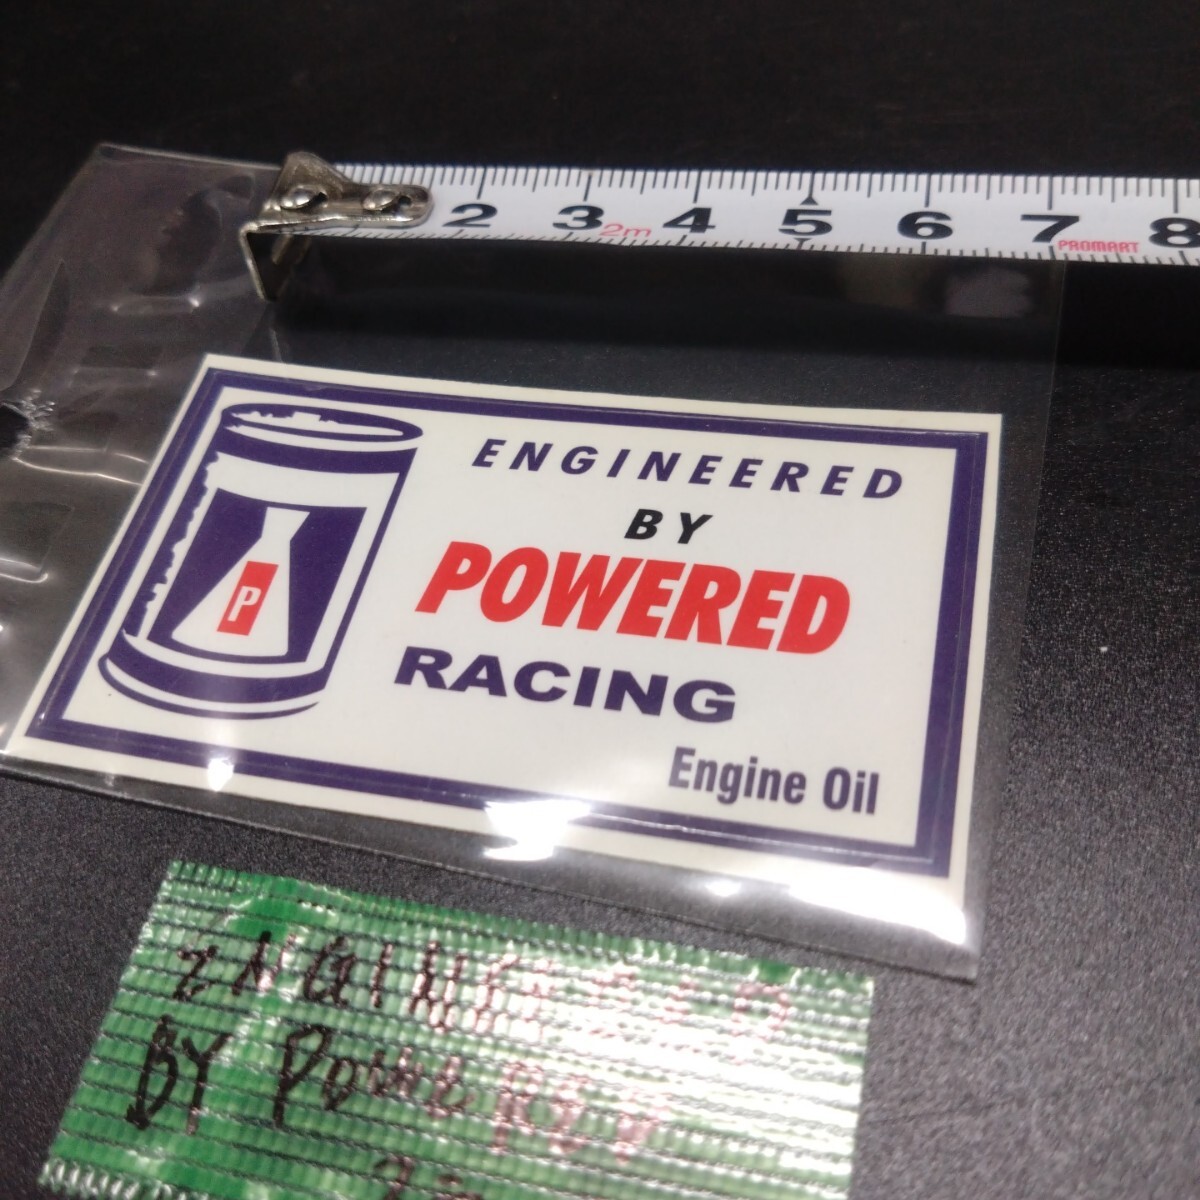 2 3 2m 4 5 6 7 PROMART 8
ENGINEERED
BY
POWERED
RACING
Engine Oil
P
BY